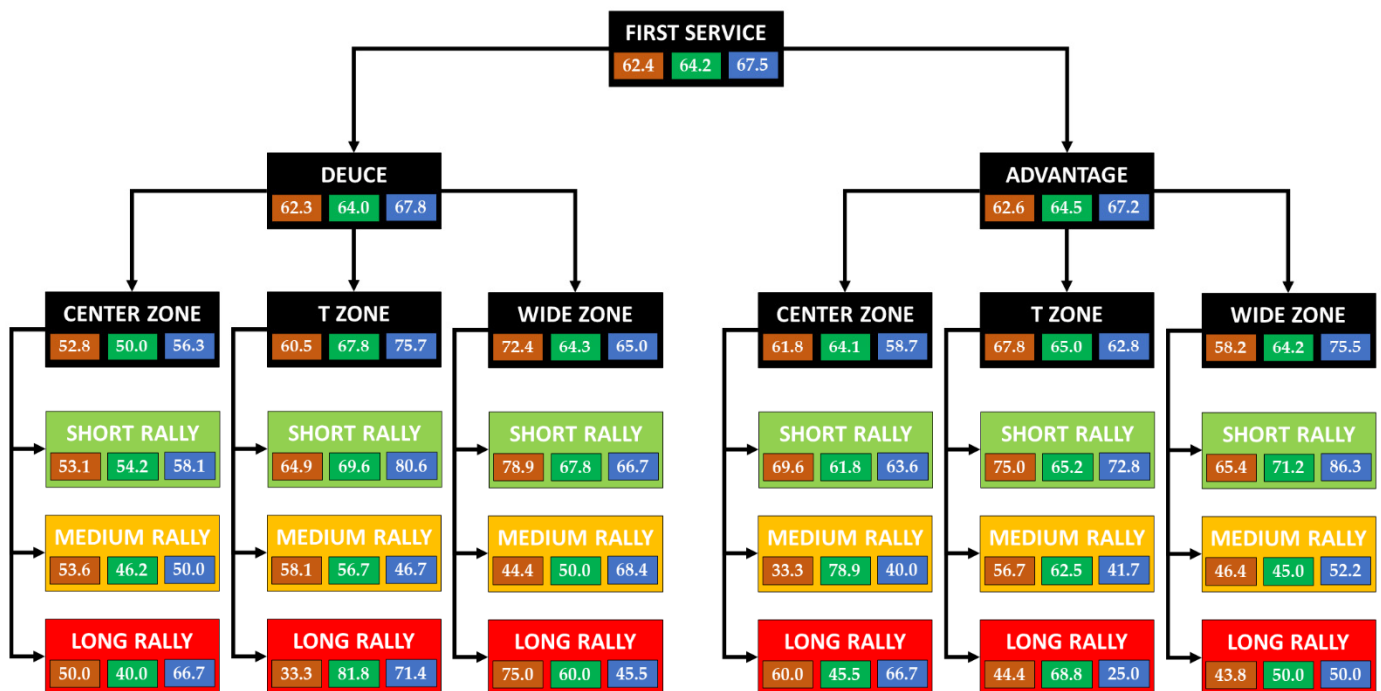 FIRST SERVICE
62.4 64.2 67.5
DEUCE
62.3 64.0 67.8
ADVANTAGE
62.6 64.5 67.2
CENTER ZONE
52.8 50.0 56.3
T ZONE
60.5 67.8 75.7
WIDE ZONE
72.4 64.3 65.0
CENTER ZONE
61.8 64.1 58.7
T ZONE
67.8 65.0 62.8
WIDE ZONE
58.2 64.2 75.5
SHORT RALLY
53.1 54.2 58.1
SHORT RALLY
64.9 69.6 80.6
SHORT RALLY
78.9 67.8 66.7
SHORT RALLY
69.6 61.8 63.6
SHORT RALLY
75.0 65.2 72.8
SHORT RALLY
65.4 71.2 86.3
MEDIUM RALLY
53.6 46.2 50.0
MEDIUM RALLY
58.1 56.7 46.7
MEDIUM RALLY
44.4 50.0 68.4
MEDIUM RALLY
33.3 78.9 40.0
MEDIUM RALLY
56.7 62.5 41.7
MEDIUM RALLY
46.4 45.0 52.2
LONG RALLY
50.0 40.0 66.7
LONG RALLY
33.3 81.8 71.4
LONG RALLY
75.0 60.0 45.5
LONG RALLY
60.0 45.5 66.7
LONG RALLY
44.4 68.8 25.0
LONG RALLY
43.8 50.0 50.0